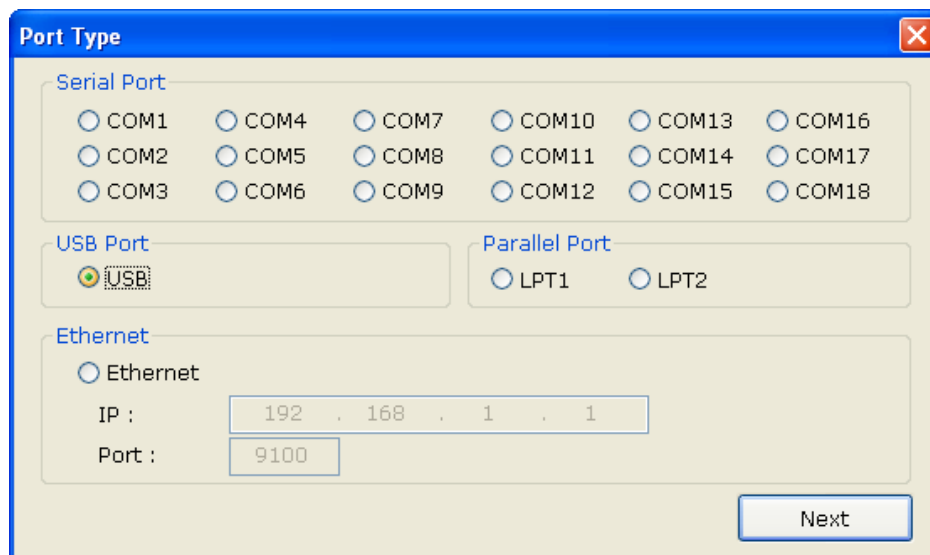 Port Type
Serial Port
COM1 COM4 COM7 COM10 COM13 COM16
COM2 COM5 COM8 COM11 COM14 COM17
COM3 COM6 COM9 COM12 COM15 COM18
USB Port Parallel Port
USB LPT1 LPT2
Ethernet
Ethernet
IP : 192 . 168 . 1 . 1
Port : 9100
Next